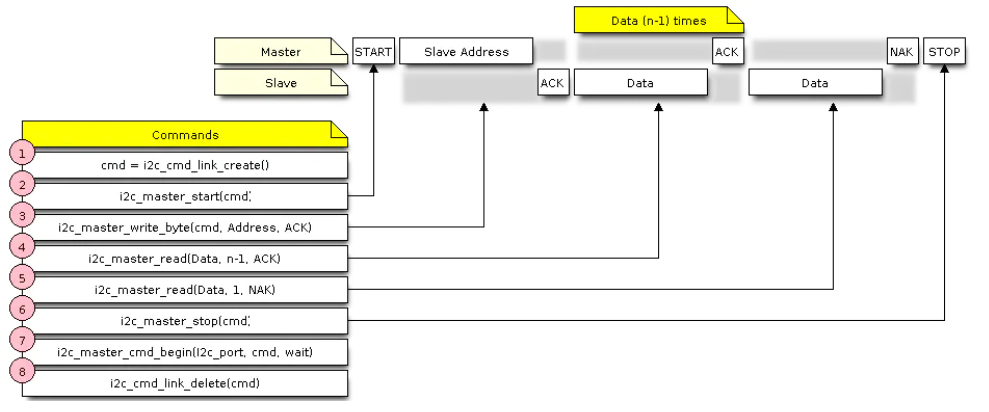 Data (n-1) times
Master START Slave Address ACK NAK STOP
Slave ACK Data Data
Commands
1 cmd = i2c_cmd_link_create()
2 i2c_master_start(cmd;
3 i2c_master_write_byte(cmd, Address, ACK)
4 i2c_master_read(Data, n-1, ACK)
5 i2c_master_read(Data, 1, NAK)
6 i2c_master_stop(cmd;
7 i2c_master_cmd_begin(I2c_port, cmd, wait)
8 i2c_cmd_link_delete(cmd)